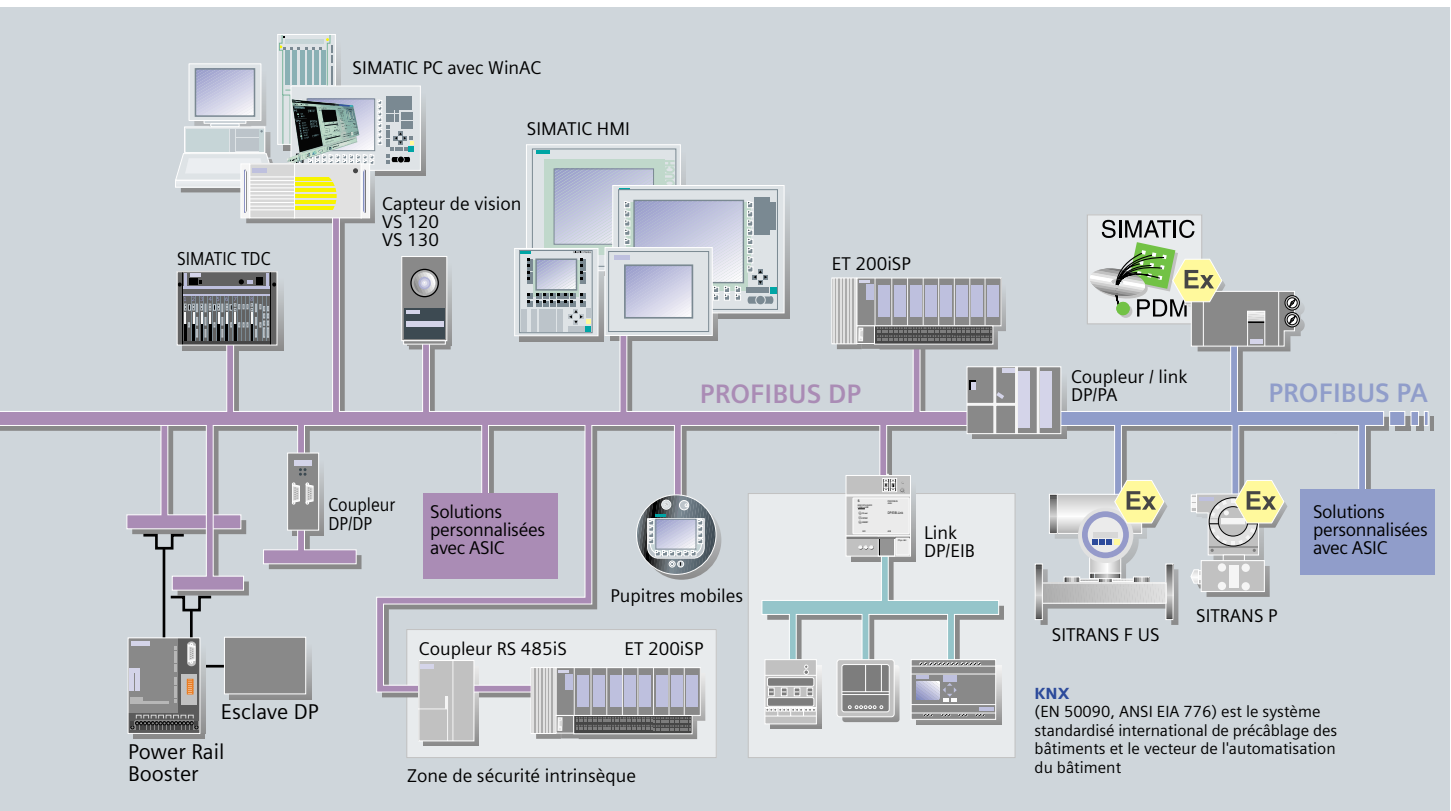 SIMATIC PC avec WinAC
SIMATIC HMI
Capteur de vision
VS 120
VS 130
SIMATIC TDC
ET 200iSP
SIMATIC
PDM
Ex
PROFIBUS DP
Coupleur / link
DP/PA
PROFIBUS PA
Coupleur
DP/DP
Solutions
personnalisées
avec ASIC
Pupitres mobiles
Link
DP/EIB
Ex
SITRANS F US
Ex
SITRANS P
Solutions
personnalisées
avec ASIC
Coupleur RS 485iS
ET 200iSP
Zone de sécurité intrinsèque
Esclave DP
Power Rail
Booster
KNX
(EN 50090, ANSI EIA 776) est le système
standardisé international de précâblage des
bâtiments et le vecteur de l'automatisation
du bâtiment